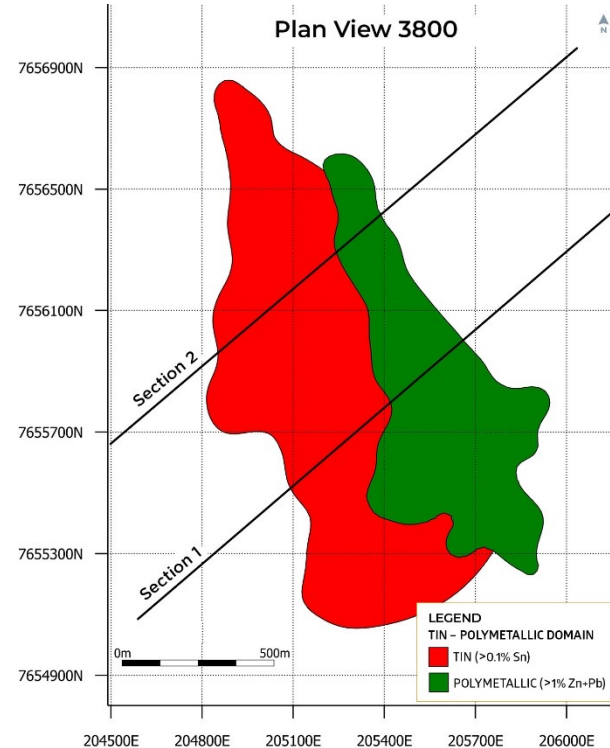 Plan View 3800
N
7656900N
7656500N
7656100N
7655700N
7655300N
7654900N
Section 2
Section 1
0m
500m
LEGEND
TIN – POLYMETALLIC DOMAIN
TIN (>0.1% Sn)
POLYMETALLIC (>1% Zn+Pb)
204500E
204800E
205100E
205400E
205700E
206000E